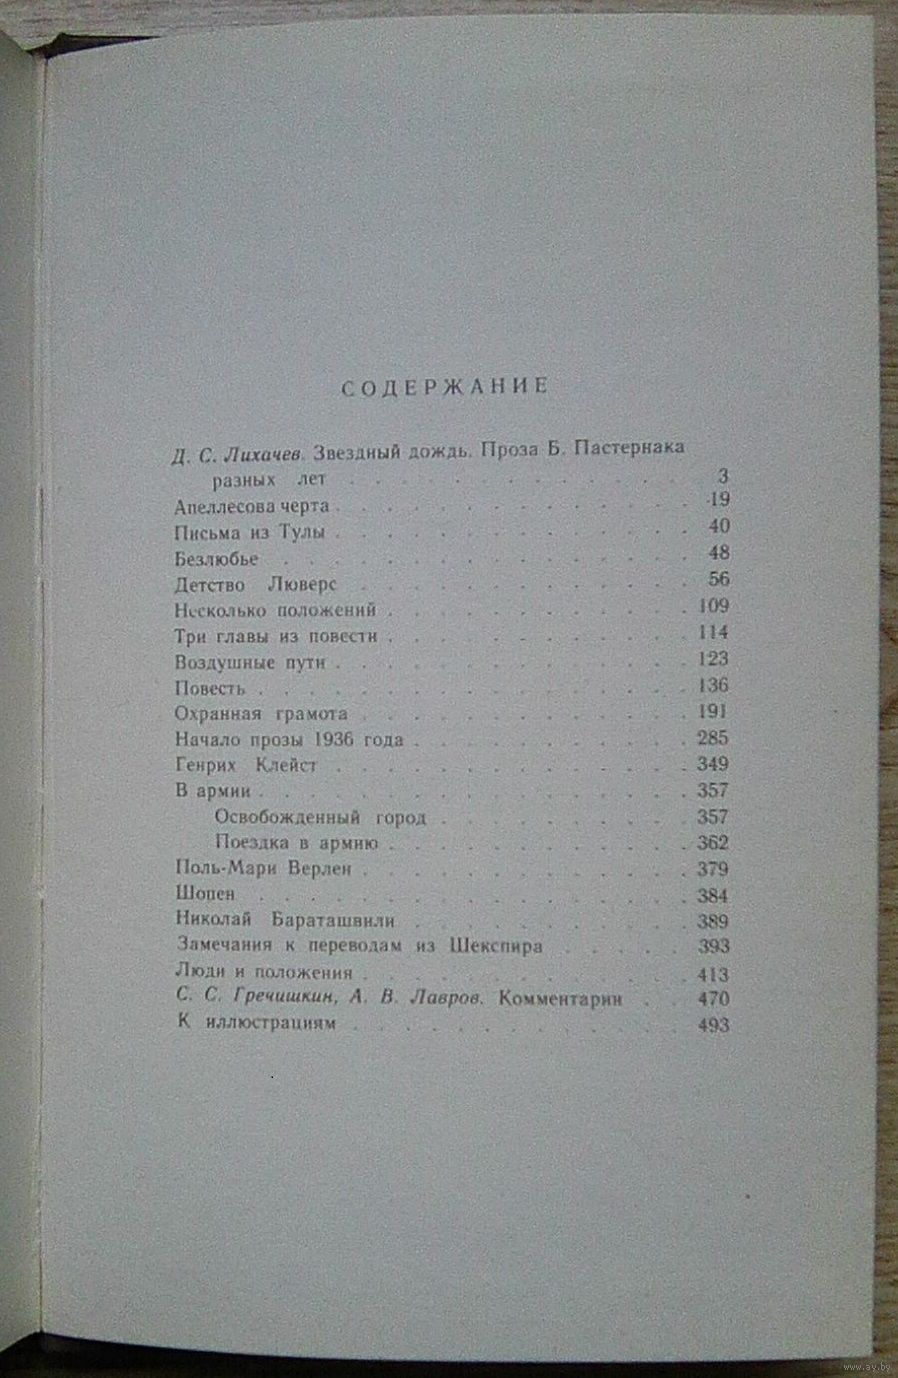 СОДЕРЖАНИЕ
Д. С. Лихачев. Звездный дождь. Проза Б. Пастернака
разных лет . . . . . . . . . . . . . . 3
Апеллесова черта . . . . . . . . . . . . . . 19
Письма из Тулы . . . . . . . . . . . . . . 40
Безлюбье . . . . . . . . . . . . . . . . 48
Детство Люверс . . . . . . . . . . . . . 56
Несколько положений . . . . . . . . . . . . 109
Три главы из повести . . . . . . . . . . . . 114
Воздушные пути . . . . . . . . . . . . . . 123
Повесть . . . . . . . . . . . . . . . . . 136
Охранная грамота . . . . . . . . . . . . . 191
Начало прозы 1936 года . . . . . . . . . . . 285
Генрих Клейст . . . . . . . . . . . . . . 349
В армии . . . . . . . . . . . . . . . . . 357
Освобожденный город . . . . . . . . . . 357
Поездка в армию . . . . . . . . . . . . 362
Поль-Мари Верлен . . . . . . . . . . . . . 379
Шопен . . . . . . . . . . . . . . . . . 384
Николай Бараташвили . . . . . . . . . . . 389
Замечания к переводам из Шекспира . . . . . 393
Люди и положения . . . . . . . . . . . . . 413
С. С. Гречишкин, А. В. Лавров. Комментарии . . 470
К иллюстрациям . . . . . . . . . . . . . 493
www.ay.by